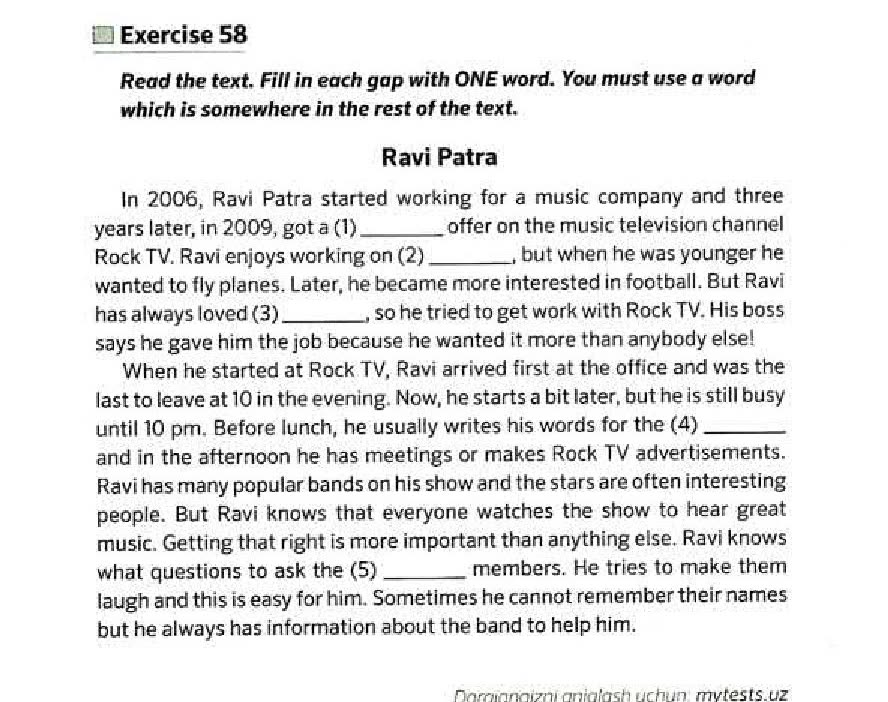 Exercise 58
Read the text. Fill in each gap with ONE word. You must use a word
which is somewhere in the rest of the text.
Ravi Patra
In 2006, Ravi Patra started working for a music company and three
years later, in 2009, got a (1) ________ offer on the music television channel
Rock TV. Ravi enjoys working on (2) ________, but when he was younger he
wanted to fly planes. Later, he became more interested in football. But Ravi
has always loved (3) ________, so he tried to get work with Rock TV. His boss
says he gave him the job because he wanted it more than anybody else!
When he started at Rock TV, Ravi arrived first at the office and was the
last to leave at 10 in the evening. Now, he starts a bit later, but he is still busy
until 10 pm. Before lunch, he usually writes his words for the (4) ________
and in the afternoon he has meetings or makes Rock TV advertisements.
Ravi has many popular bands on his show and the stars are often interesting
people. But Ravi knows that everyone watches the show to hear great
music. Getting that right is more important than anything else. Ravi knows
what questions to ask the (5) ________ members. He tries to make them
laugh and this is easy for him. Sometimes he cannot remember their names
but he always has information about the band to help him.
Darajangizni aniqlash uchun: mytests.uz